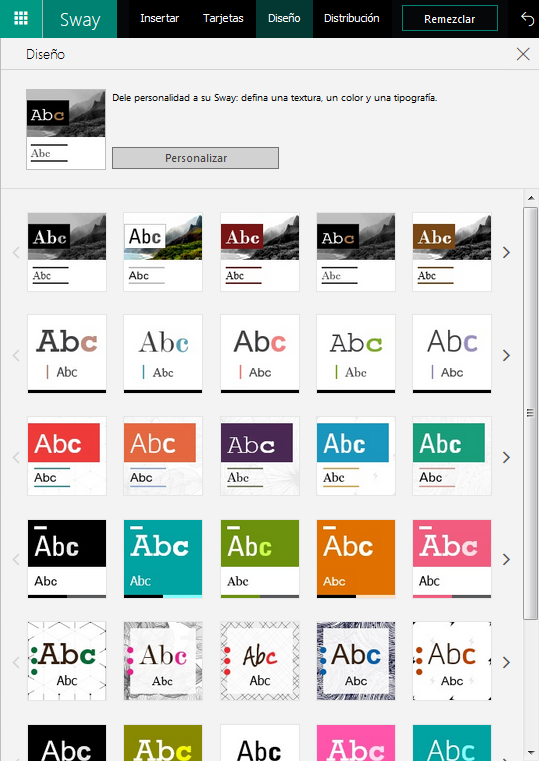 Sway Insertar Tarjetas Diseño Distribución Remezclar
Diseño
Dele personalidad a su Sway: defina una textura, un color y una tipografía.
Abc
Abc
Personalizar
Abc Abc Abc Abc Abc
Abc Abc Abc Abc Abc
Abc Abc Abc Abc Abc
Abc Abc Abc Abc Abc
Abc Abc Abc Abc Abc
Abc Abc Abc Abc Abc
Abc Abc Abc Abc Abc
Abc Abc Abc Abc Abc
Abc Abc Abc Abc Abc
Abc Abc Abc Abc Abc
Abc Abc Abc Abc Abc